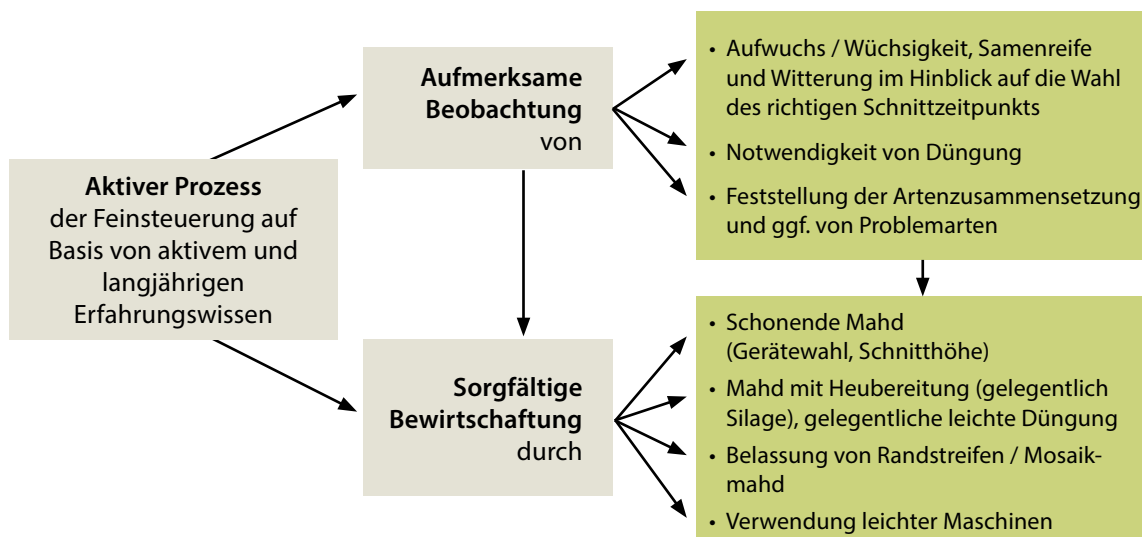 Aktiver Prozess
der Feinsteuerung auf
Basis von aktivem und
langjährigen
Erfahrungswissen
Aufmerksame
Beobachtung
von
• Aufwuchs / Wüchsigkeit, Samenreife
und Witterung im Hinblick auf die Wahl
des richtigen Schnittzeitpunkts
• Notwendigkeit von Düngung
• Feststellung der Artenzusammensetzung
und ggf. von Problemarten
Sorgfältige
Bewirtschaftung
durch
• Schonende Mahd
(Gerätewahl, Schnitthöhe)
• Mahd mit Heubereitung (gelegentlich
Silage), gelegentliche leichte Düngung
• Belassung von Randstreifen / Mosaik-
mahd
• Verwendung leichter Maschinen